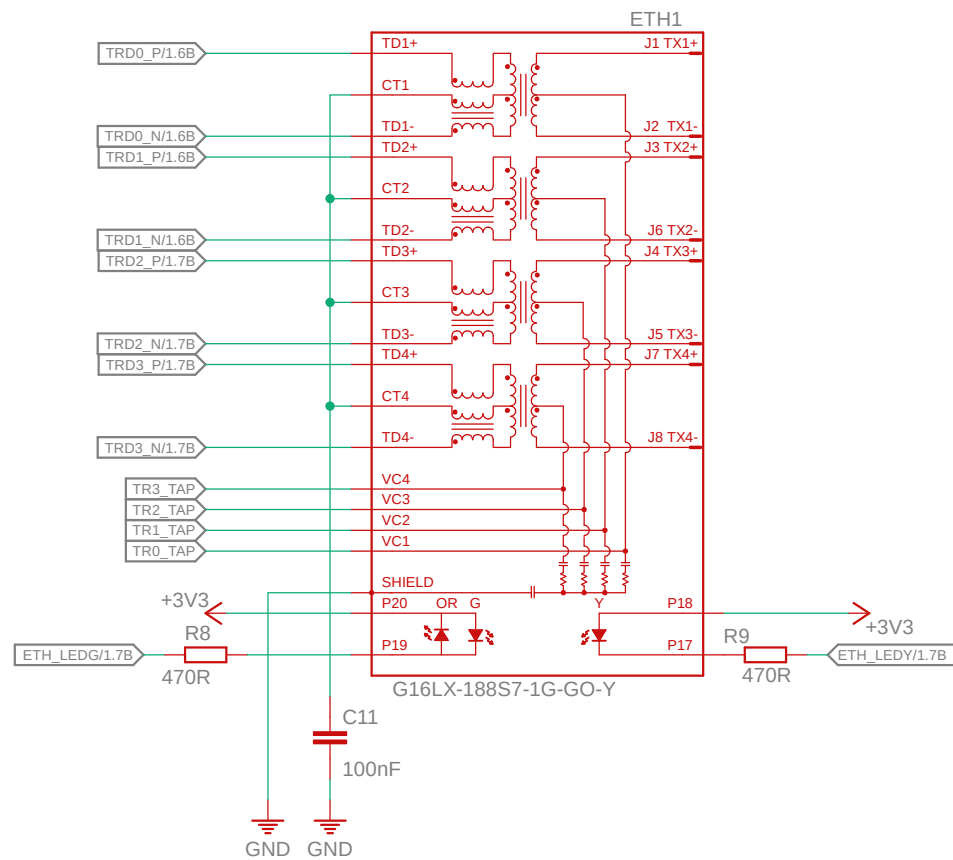 ETH1
TRD0_P/1.6B TD1+ J1 TX1+
CT1
TRD0_N/1.6B TD1- J2 TX1-
TRD1_P/1.6B TD2+ J3 TX2+
CT2
TRD1_N/1.6B TD2- J6 TX2-
TRD2_P/1.7B TD3+ J4 TX3+
CT3
TRD2_N/1.7B TD3- J5 TX3-
TRD3_P/1.7B TD4+ J7 TX4+
CT4
TRD3_N/1.7B TD4- J8 TX4-
TR3_TAP VC4
TR2_TAP VC3
TR1_TAP VC2
TR0_TAP VC1
SHIELD
+3V3 P20 OR G Y P18
+3V3
R8 P19 P17 R9
ETH_LEDG/1.7B ETH_LEDY/1.7B
470R 470R
G16LX-188S7-1G-GO-Y
C11
100nF
GND GND